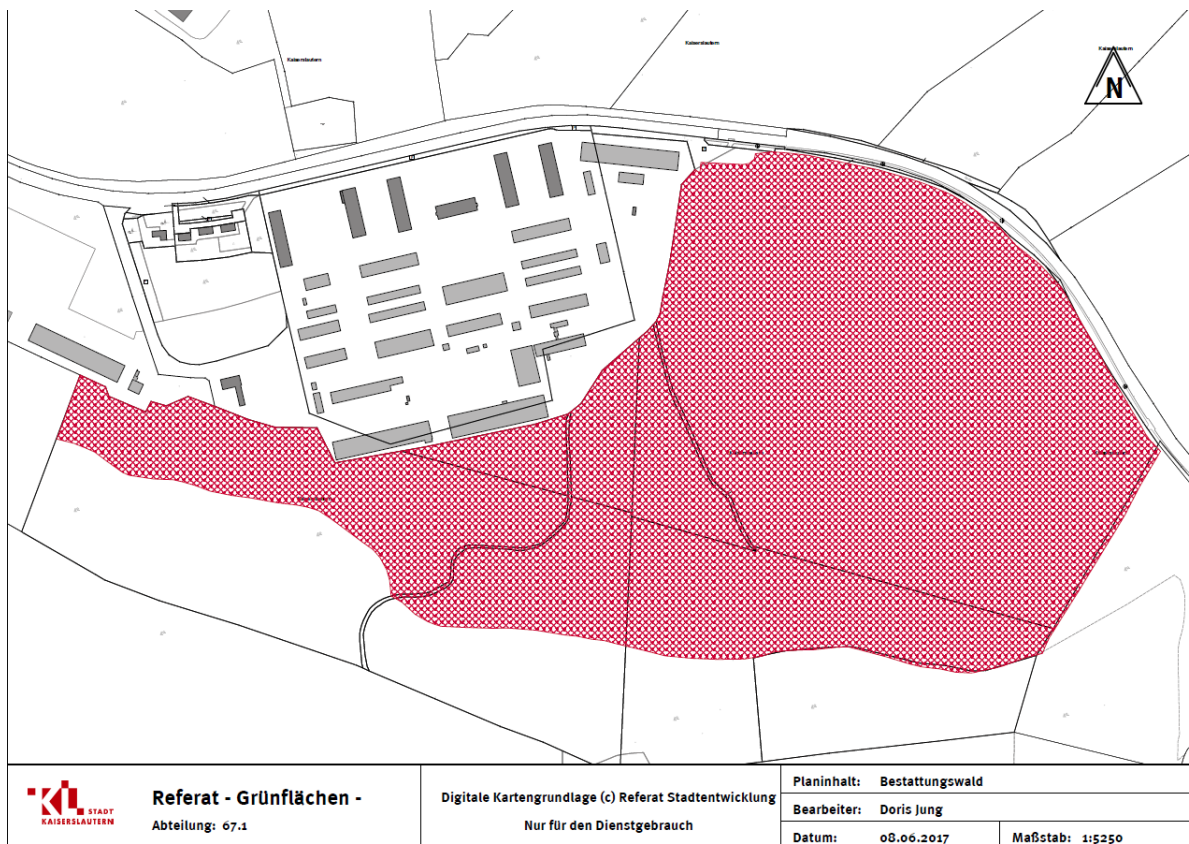 Kaiserslautern
Kaiserslautern
Kaiserslautern
N
KL STADT
KAISERSLAUTERN
Referat - Grünflächen -
Abteilung: 67.1
Digitale Kartengrundlage (c) Referat Stadtentwicklung
Nur für den Dienstgebrauch
Planinhalt: Bestattungswald
Bearbeiter: Doris Jung
Datum: 08.06.2017
Maßstab: 1:5250